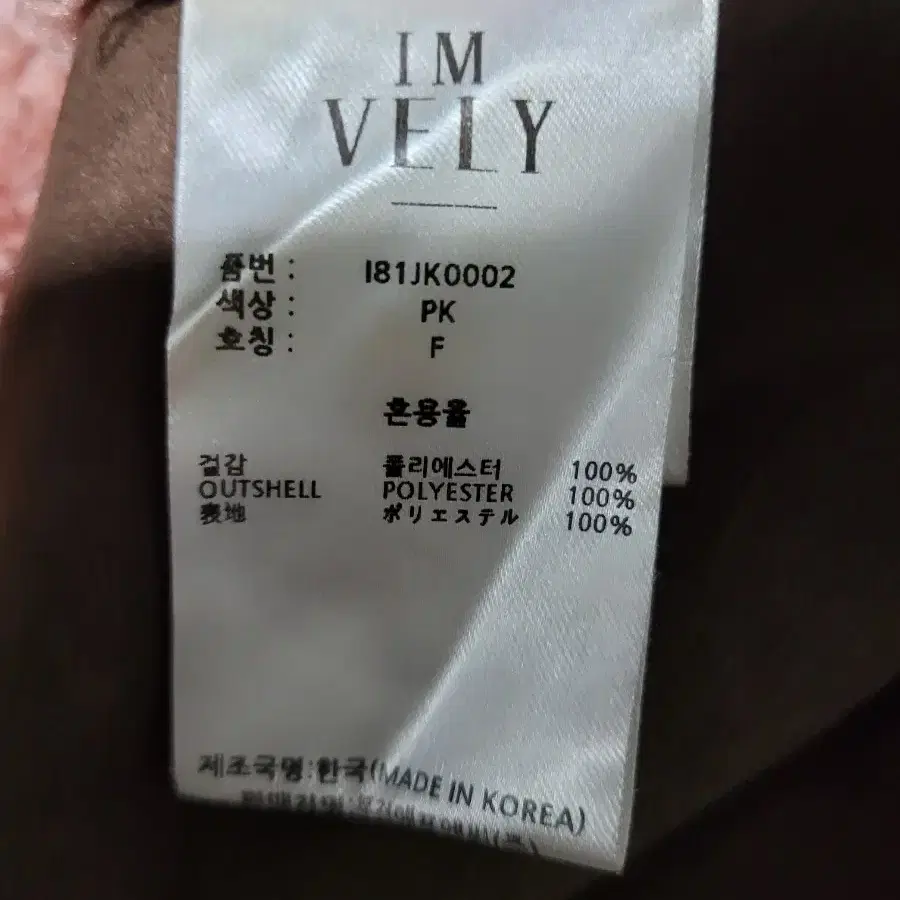 IM
VELY
품번 : I81JK0002
색상 : PK
호칭 : F
혼용율
겉감 폴리에스터 100%
OUTSHELL POLYESTER 100%
表地 ポリエステル 100%
제조국명:한국(MADE IN KOREA)